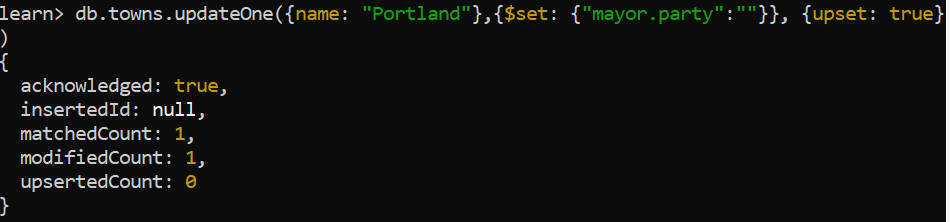 learn> db.towns.updateOne({name: "Portland"},{$set: {"mayor.party":""}}, {upset: true}
)
{
  acknowledged: true,
  insertedId: null,
  matchedCount: 1,
  modifiedCount: 1,
  upsertedCount: 0
}